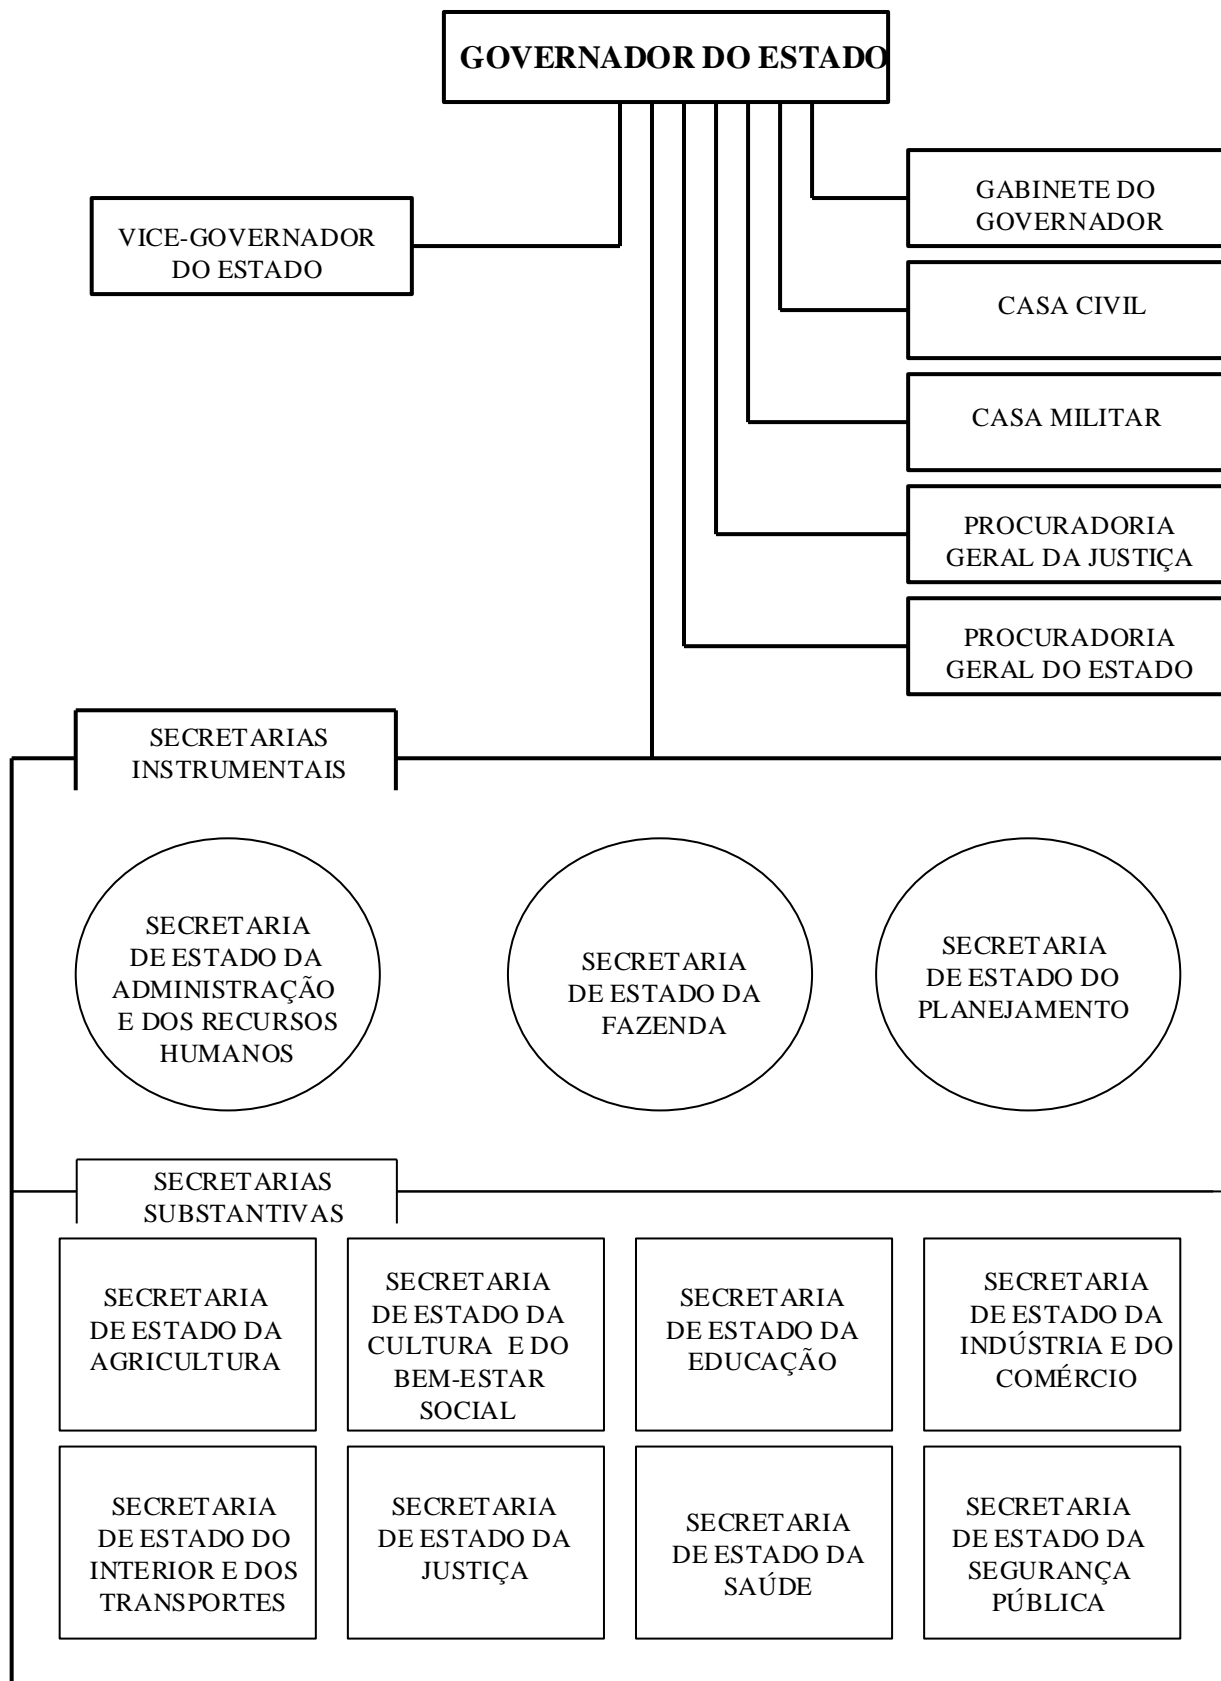 GOVERNADOR DO ESTADO
VICE-GOVERNADOR
DO ESTADO
GABINETE DO
GOVERNADOR
CASA CIVIL
CASA MILITAR
PROCURADORIA
GERAL DA JUSTIÇA
PROCURADORIA
GERAL DO ESTADO
SECRETARIAS
INSTRUMENTAIS
SECRETARIA
DE ESTADO DA
ADMINISTRAÇÃO
E DOS RECURSOS
HUMANOS
SECRETARIA
DE ESTADO DA
FAZENDA
SECRETARIA
DE ESTADO DO
PLANEJAMENTO
SECRETARIAS
SUBSTANTIVAS
SECRETARIA
DE ESTADO DA
AGRICULTURA
SECRETARIA
DE ESTADO DA
CULTURA E DO
BEM-ESTAR
SOCIAL
SECRETARIA
DE ESTADO DA
EDUCAÇÃO
SECRETARIA
DE ESTADO DA
INDÚSTRIA E DO
COMÉRCIO
SECRETARIA
DE ESTADO DO
INTERIOR E DOS
TRANSPORTES
SECRETARIA
DE ESTADO DA
JUSTIÇA
SECRETARIA
DE ESTADO DA
SAÚDE
SECRETARIA
DE ESTADO DA
SEGURANÇA
PÚBLICA